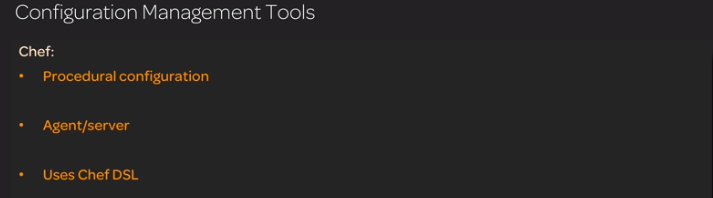 Configuration Management Tools
Chef:
• Procedural configuration
• Agent/server
• Uses Chef DSL